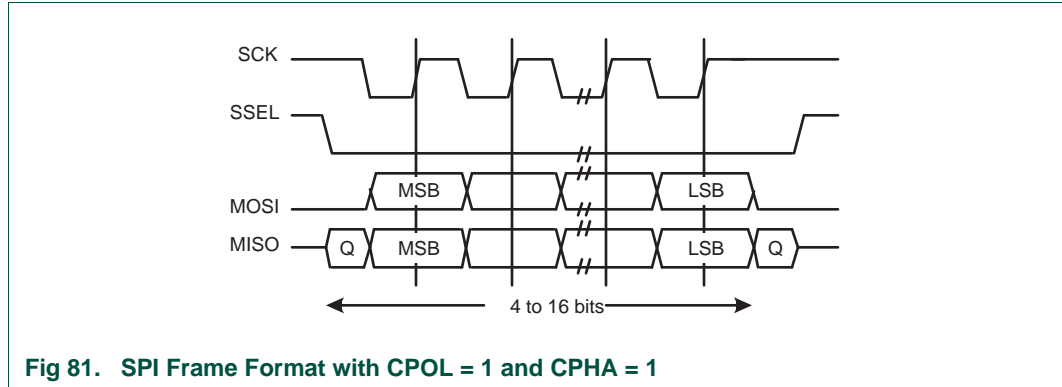 SCK
SSEL
MOSI MSB LSB
MISO Q MSB LSB Q
4 to 16 bits
Fig 81. SPI Frame Format with CPOL = 1 and CPHA = 1